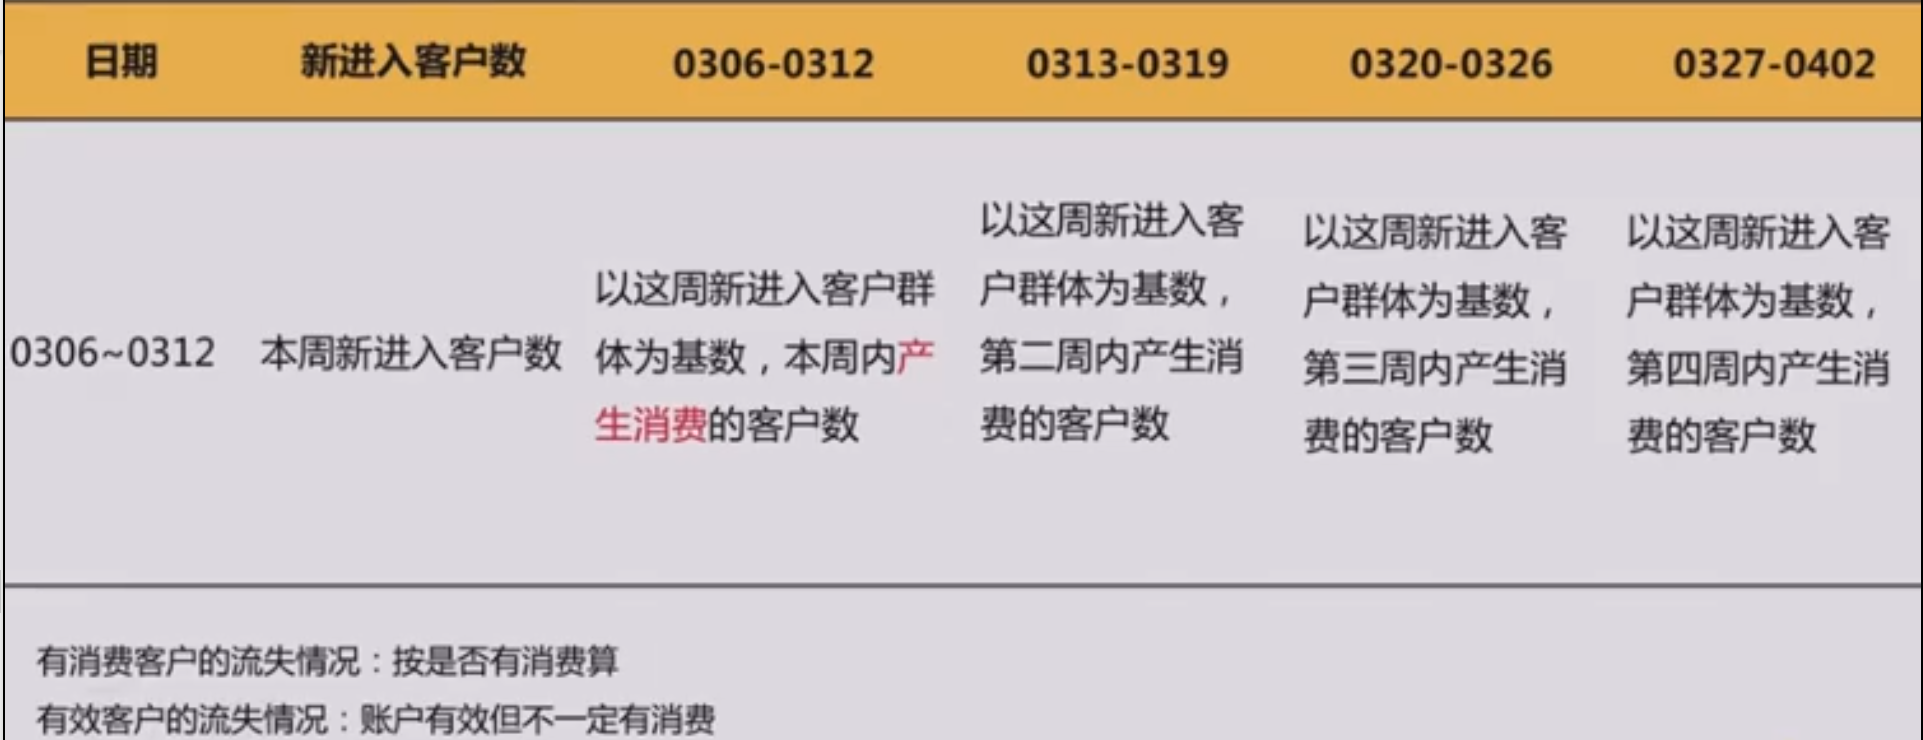 日期 新进入客户数 0306-0312 0313-0319 0320-0326 0327-0402
0306~0312
本周新进入客户数
以这周新进入客户群
体为基数，本周内产
生消费的客户数
以这周新进入客
户群体为基数，
第二周内产生消
费的客户数
以这周新进入客
户群体为基数，
第三周内产生消
费的客户数
以这周新进入客
户群体为基数，
第四周内产生消
费的客户数
有消费客户的流失情况：按是否有消费算
有效客户的流失情况：账户有效但不一定有消费